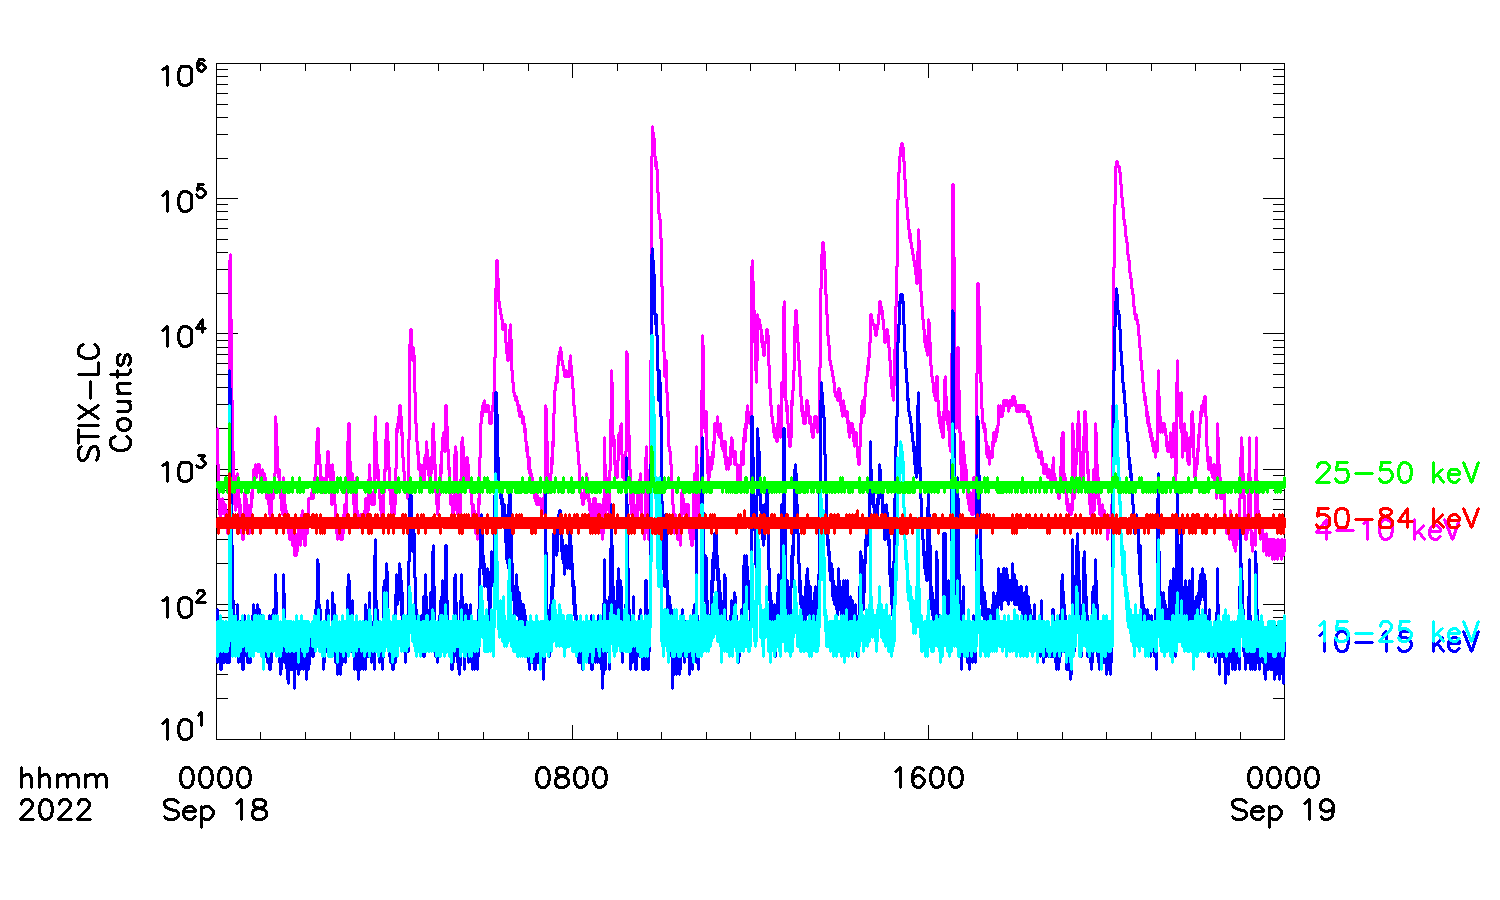 10⁶
10⁵
10⁴
10³
10²
10¹
STIX-LC
Counts
25-50 keV
50-84 keV
4-10 keV
15-25 keV
10-15 keV
hhmm 0000 0800 1600 0000
2022 Sep 18 Sep 19